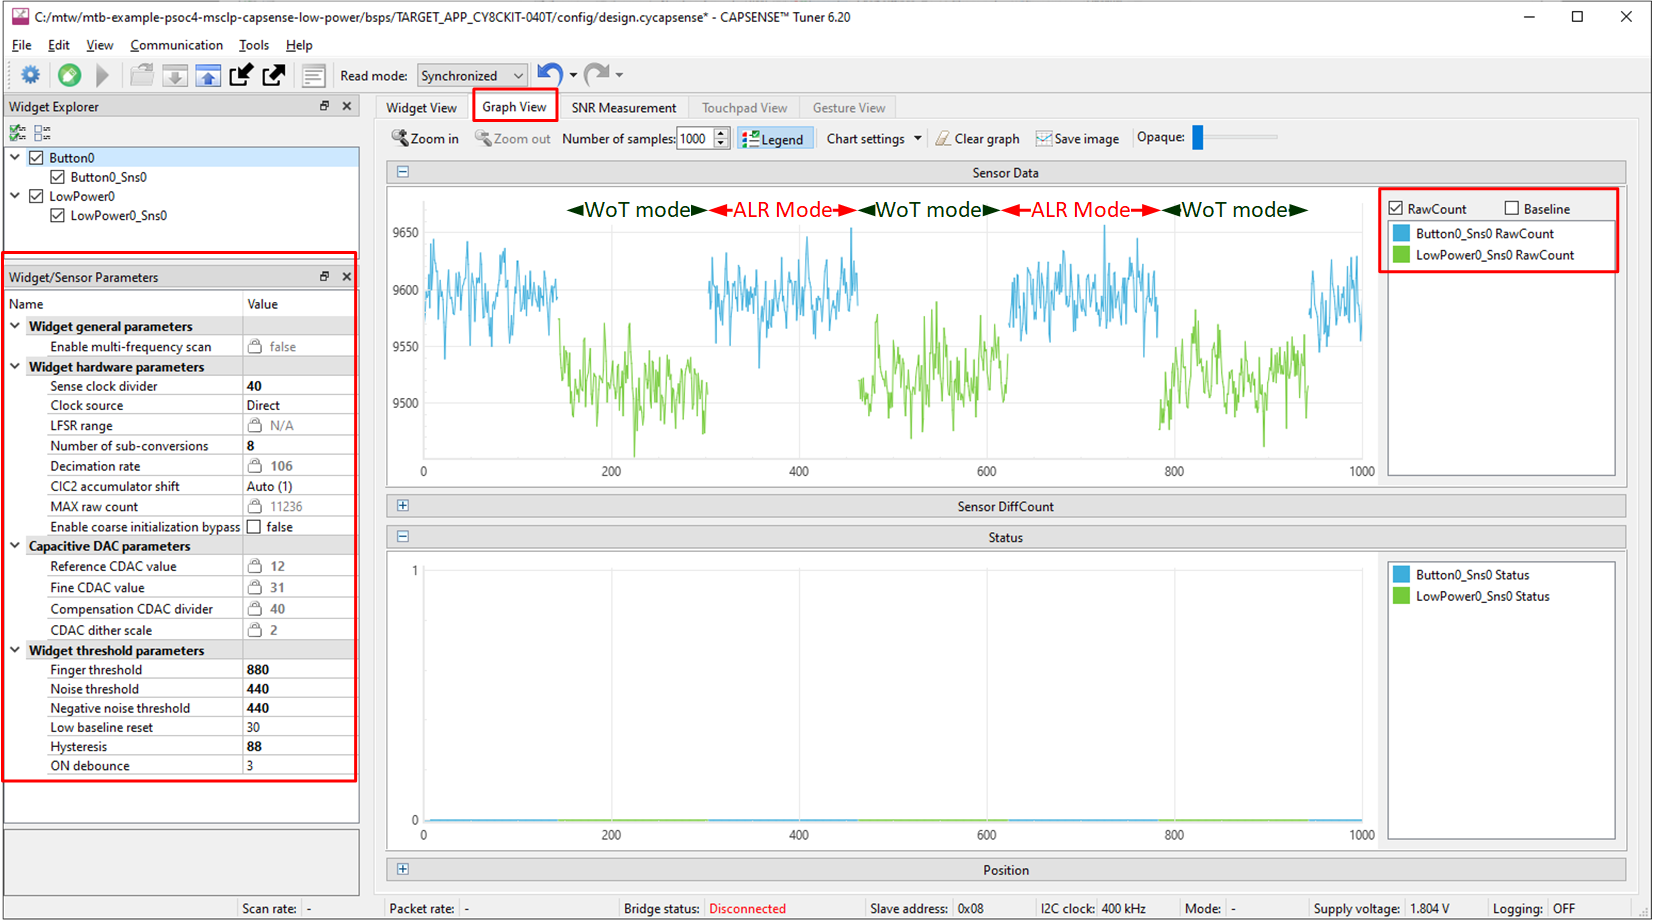 C:/mtw/mtb-example-psoc4-msclp-capsense-low-power/bsps/TARGET_APP_CY8CKIT-040T/config/design.cycapsense* - CAPSENSE™ Tuner 6.20
File Edit View Communication Tools Help
Read mode: Synchronized
Widget Explorer
Button0
Button0_Sns0
LowPower0
LowPower0_Sns0
Widget/Sensor Parameters
Name Value
Widget general parameters
Enable multi-frequency scan false
Widget hardware parameters
Sense clock divider 40
Clock source Direct
LFSR range N/A
Number of sub-conversions 8
Decimation rate 106
CIC2 accumulator shift Auto (1)
MAX raw count 11236
Enable coarse initialization bypass false
Capacitive DAC parameters
Reference CDAC value 12
Fine CDAC value 31
Compensation CDAC divider 40
CDAC dither scale 2
Widget threshold parameters
Finger threshold 880
Noise threshold 440
Negative noise threshold 440
Low baseline reset 30
Hysteresis 88
ON debounce 3
Widget View Graph View SNR Measurement Touchpad View Gesture View
Zoom in Zoom out Number of samples: 1000 Legend Chart settings Clear graph Save image Opaque:
Sensor Data
WoT mode ALR Mode WoT mode ALR Mode WoT mode
9650
9600
9550
9500
0 200 400 600 800 1000
RawCount Baseline
Button0_Sns0 RawCount
LowPower0_Sns0 RawCount
Sensor DiffCount
Status
1
0
0 200 400 600 800 1000
Button0_Sns0 Status
LowPower0_Sns0 Status
Position
Scan rate: - Packet rate: - Bridge status: Disconnected Slave address: 0x08 I2C clock: 400 kHz Mode: - Supply voltage: 1.804 V Logging: OFF